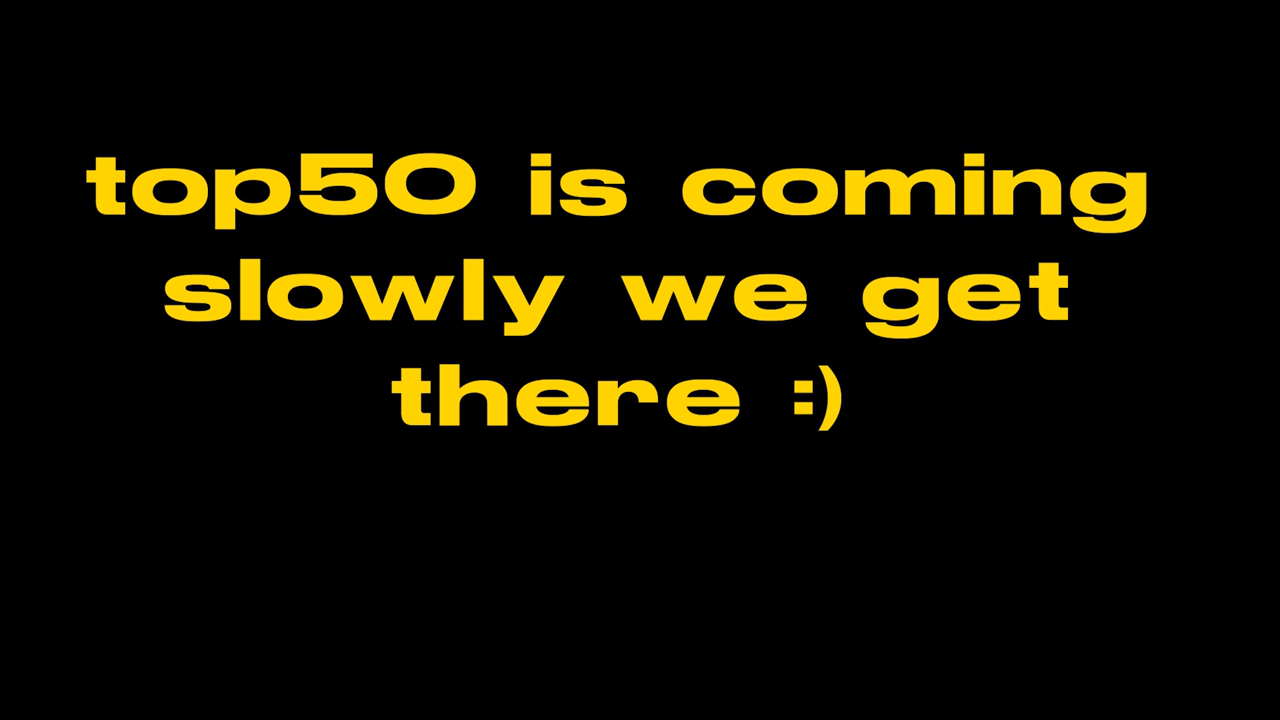 top50 is coming
slowly we get
there :)